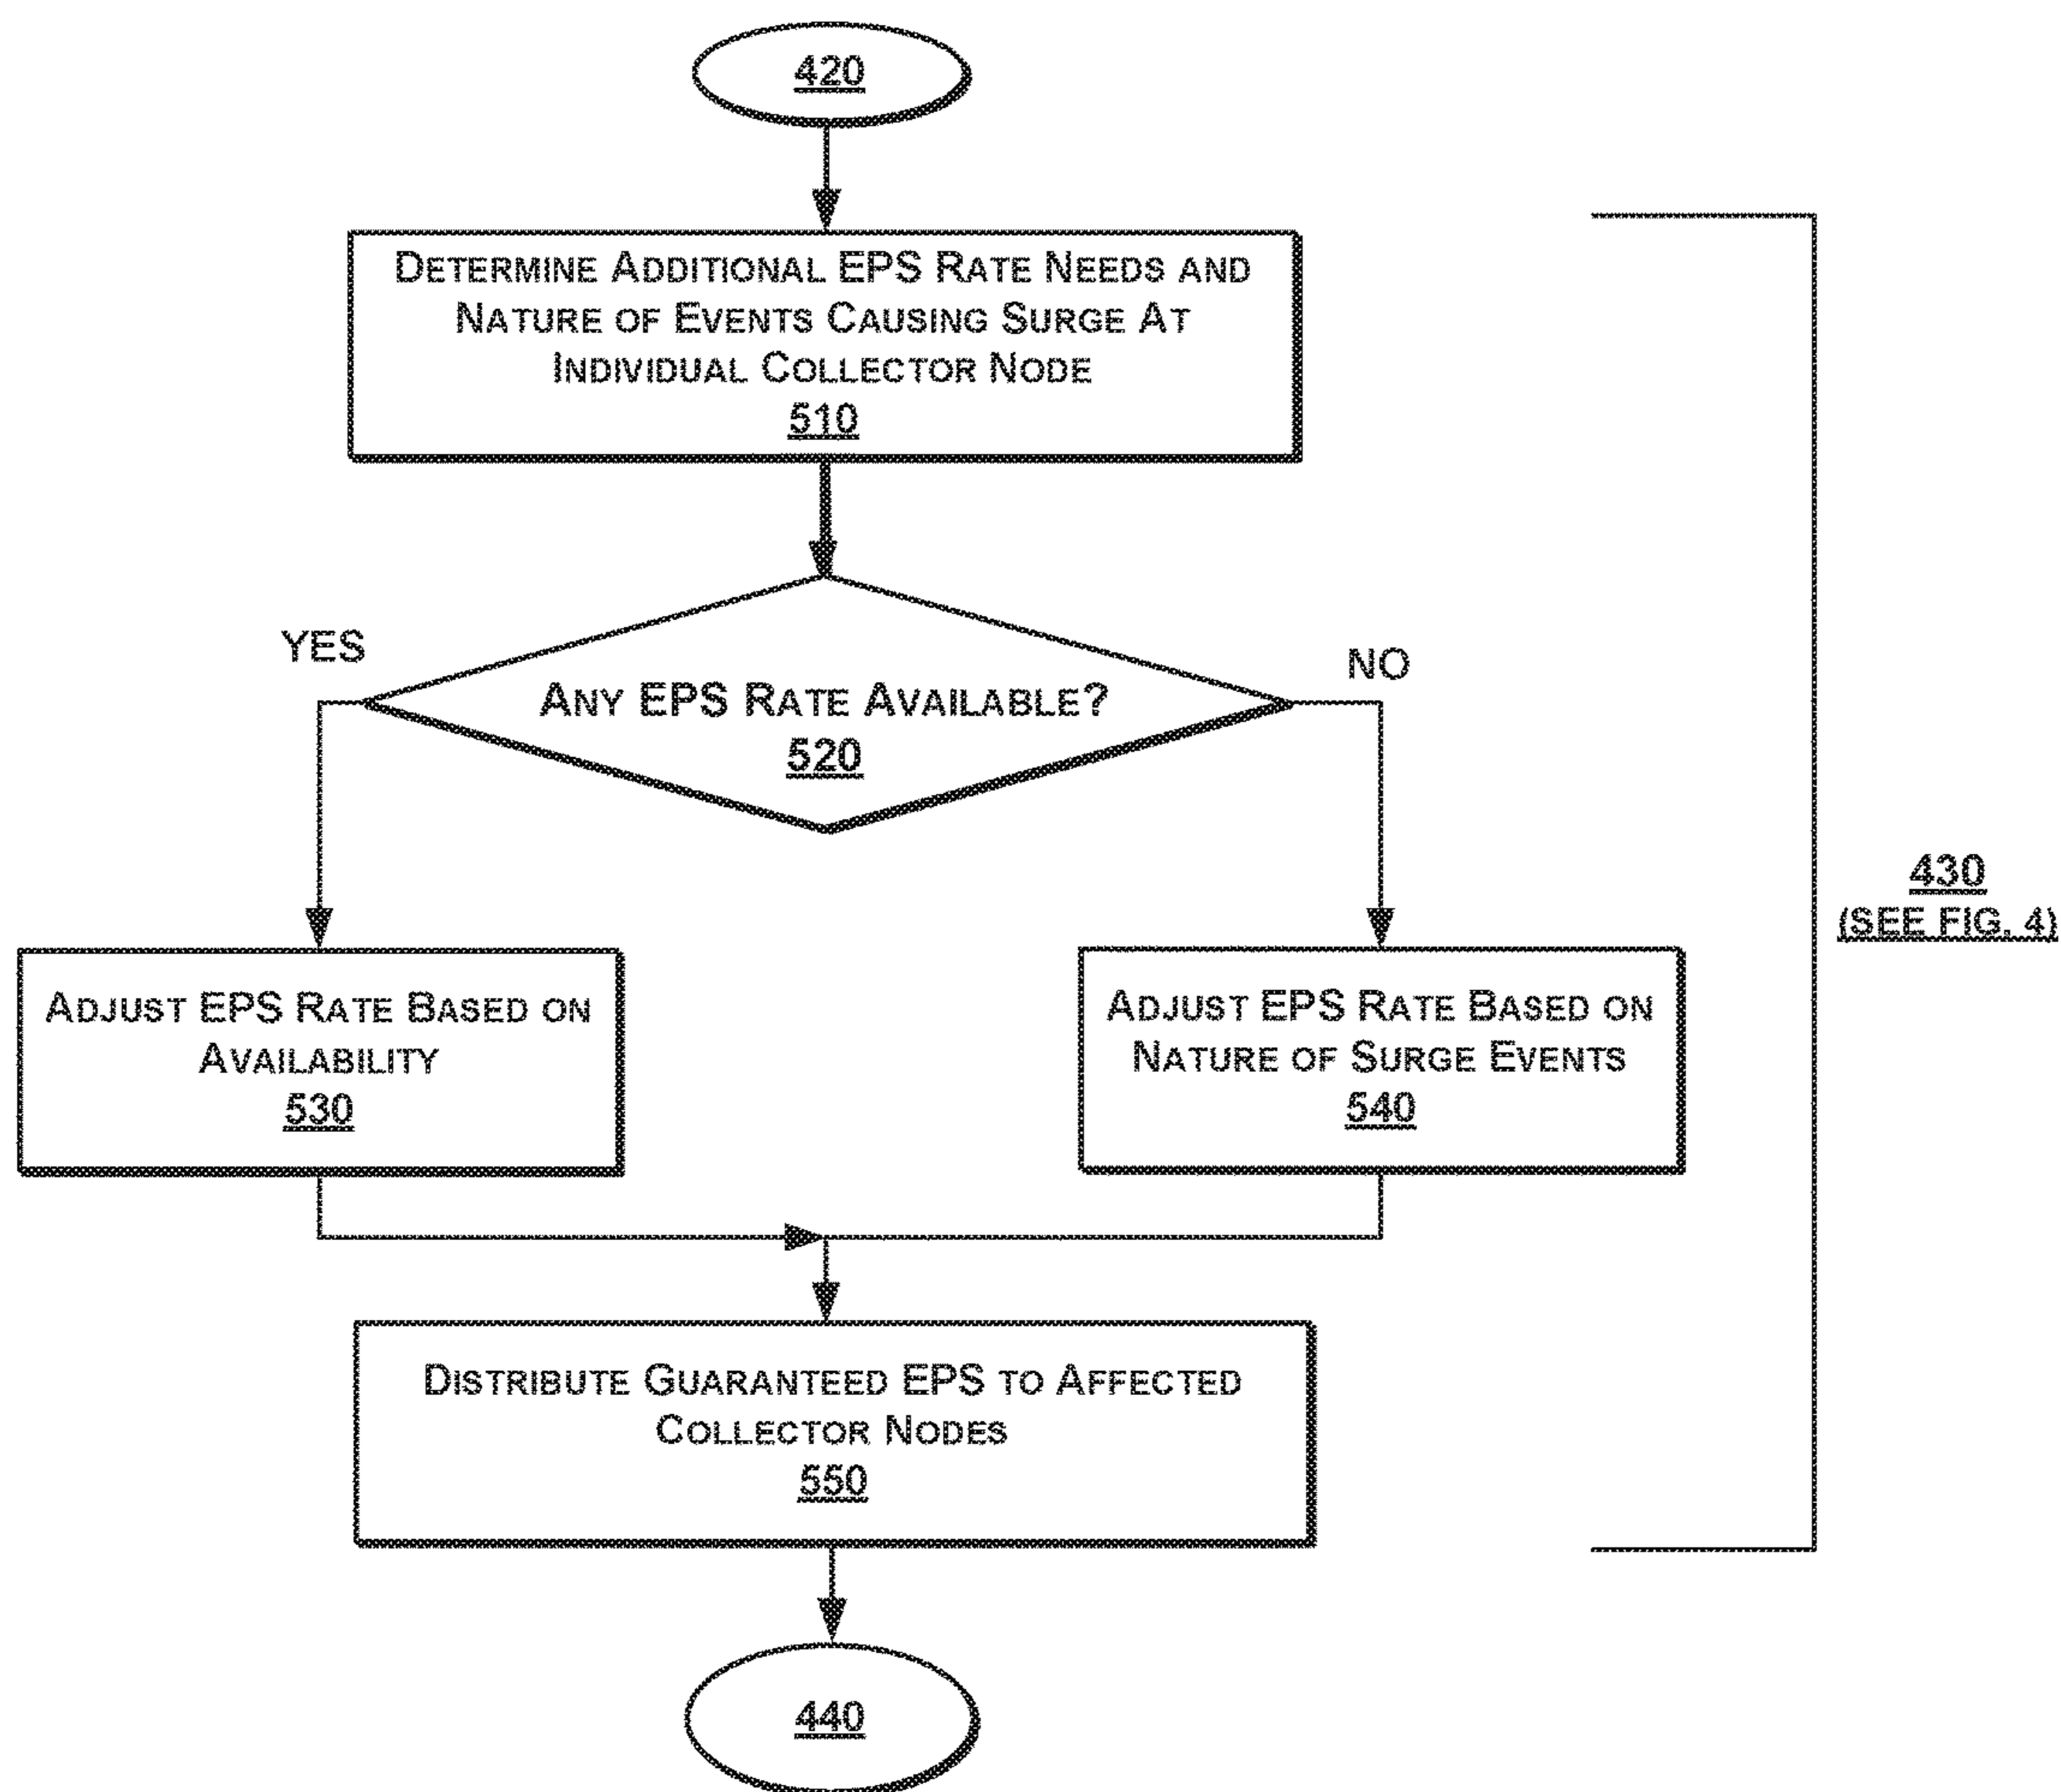 420
DETERMINE ADDITIONAL EPS RATE NEEDS AND
NATURE OF EVENTS CAUSING SURGE AT
INDIVIDUAL COLLECTOR NODE
510
YES
NO
ANY EPS RATE AVAILABLE?
520
430
(SEE FIG. 4)
ADJUST EPS RATE BASED ON
AVAILABILITY
530
ADJUST EPS RATE BASED ON
NATURE OF SURGE EVENTS
540
DISTRIBUTE GUARANTEED EPS TO AFFECTED
COLLECTOR NODES
550
440